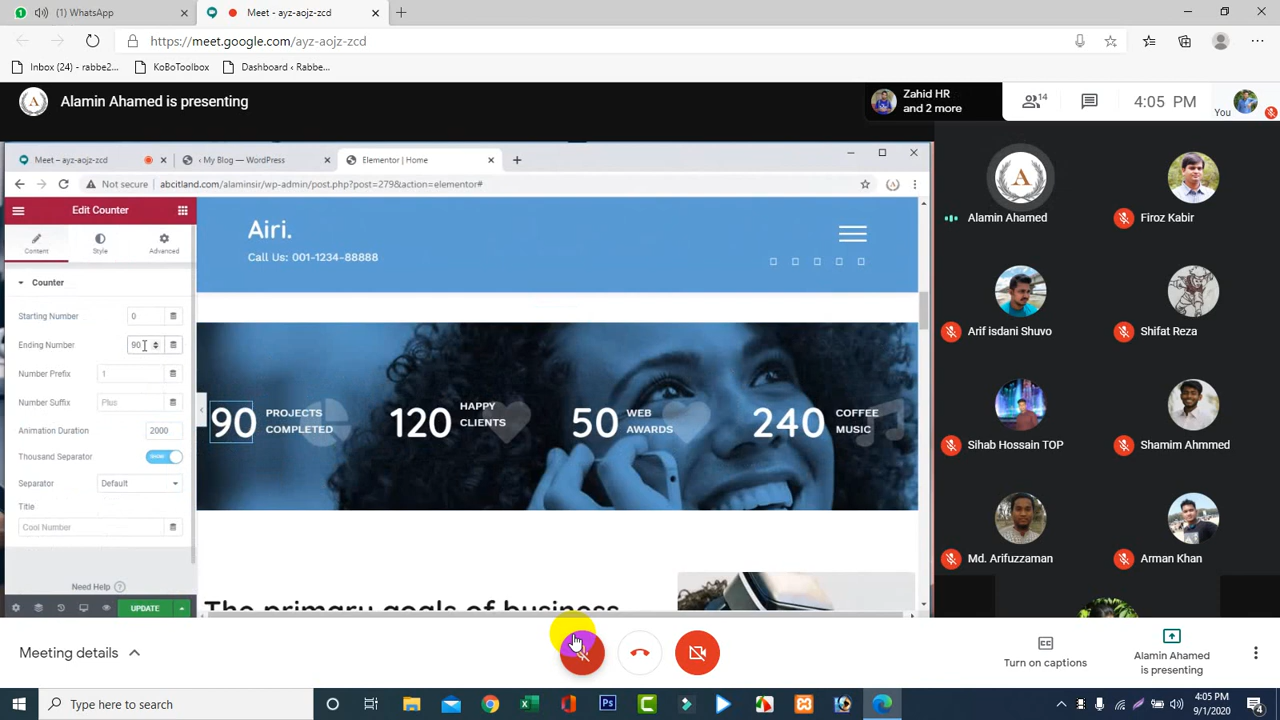 (1) WhatsApp
Meet - ayz-aojz-zcd
https://meet.google.com/ayz-aojz-zcd
Inbox (24) - rabbe2...
KoBoToolbox
Dashboard ‹ Rabbe...
Alamin Ahamed is presenting
Zahid HR
and 2 more
14
4:05 PM
You
Meet – ayz-aojz-zcd
‹ My Blog — WordPress
Elementor | Home
Not secure
abcitland.com/alaminsir/wp-admin/post.php?post=279&action=elementor#
Edit Counter
Content
Style
Advanced
Counter
Starting Number
0
Ending Number
90
Number Prefix
1
Number Suffix
Plus
Animation Duration
2000
Thousand Separator
SHOW
Separator
Default
Title
Cool Number
Need Help
UPDATE
Airi.
Call Us: 001-1234-88888
90 PROJECTS COMPLETED
120 HAPPY CLIENTS
50 WEB AWARDS
240 COFFEE MUSIC
The primary goals of business
A
Alamin Ahamed
Firoz Kabir
Arif isdani Shuvo
Shifat Reza
Sihab Hossain TOP
Shamim Ahmmed
Md. Arifuzzaman
Arman Khan
Meeting details
Turn on captions
Alamin Ahamed
is presenting
Type here to search
Ps
4:05 PM
9/1/2020
4